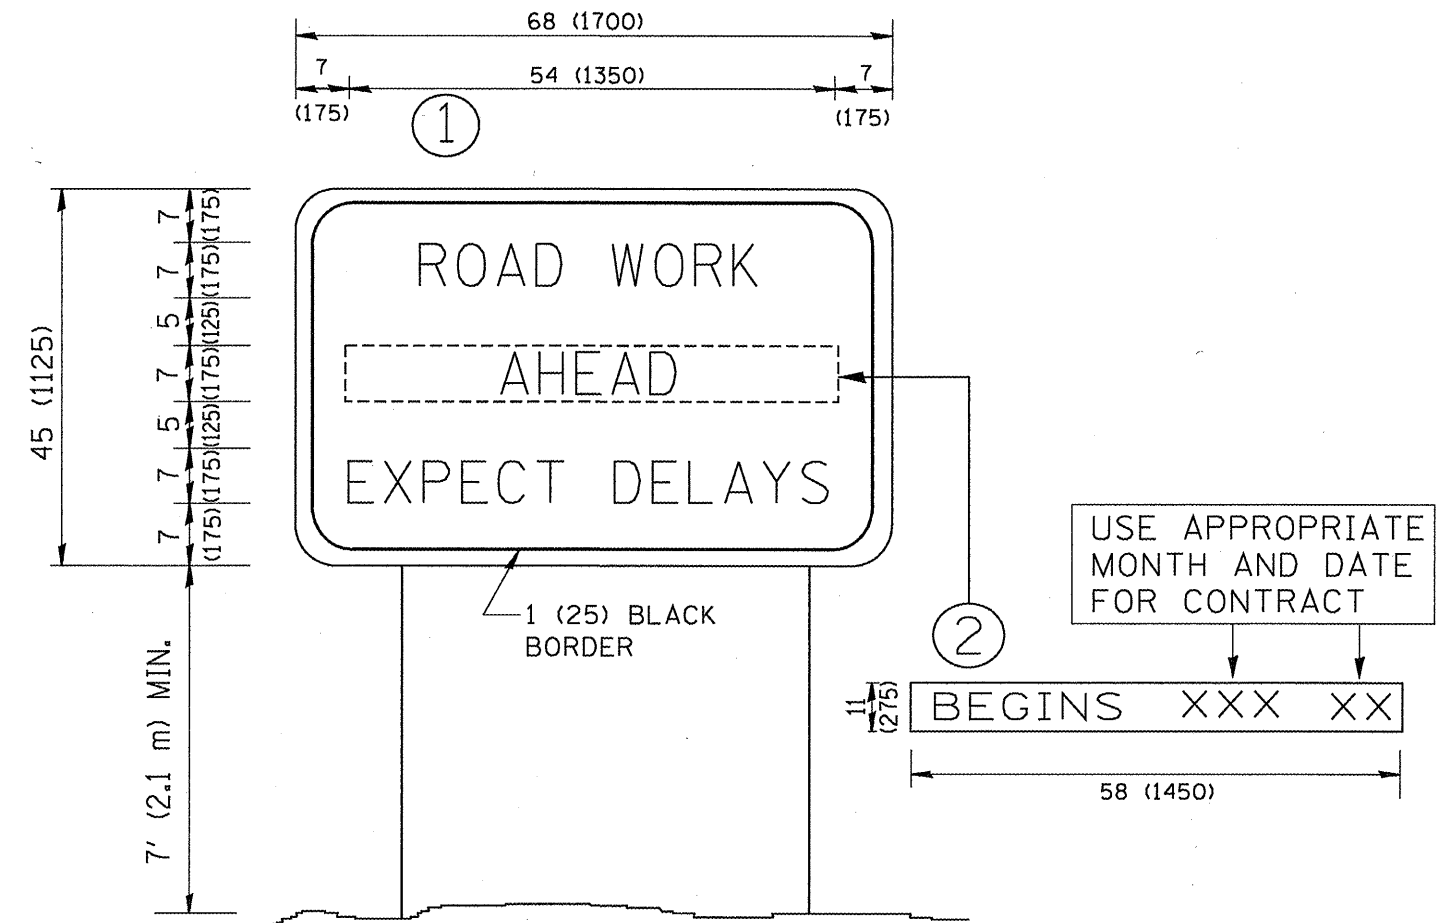 68 (1700)
7
54 (1350)
7
(175)
(175)
1
7
(175)
7
(175)
5
(125)
7
(175)
5
(125)
7
(175)
7
(175)
45 (1125)
ROAD WORK
AHEAD
EXPECT DELAYS
1 (25) BLACK
BORDER
7' (2.1 m) MIN.
USE APPROPRIATE
MONTH AND DATE
FOR CONTRACT
2
11
(275)
BEGINS XXX XX
58 (1450)